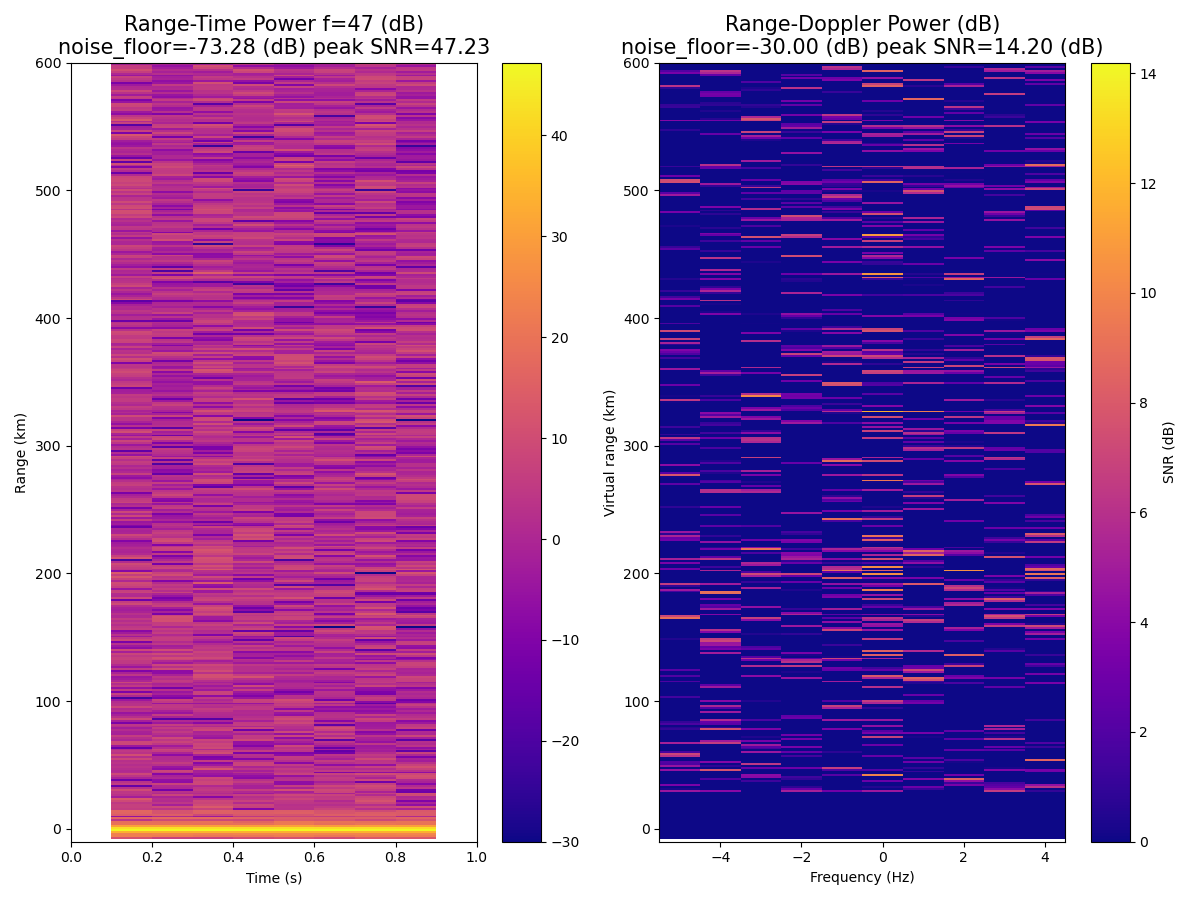 Range-Time Power f=47 (dB)
noise_floor=-73.28 (dB) peak SNR=47.23
600
500
400
300
200
100
0
Range (km)
0.0 0.2 0.4 0.6 0.8 1.0
Time (s)
40
30
20
10
0
−10
−20
−30
Range-Doppler Power (dB)
noise_floor=-30.00 (dB) peak SNR=14.20 (dB)
600
500
400
300
200
100
0
Virtual range (km)
−4 −2 0 2 4
Frequency (Hz)
14
12
10
8
6
4
2
0
SNR (dB)